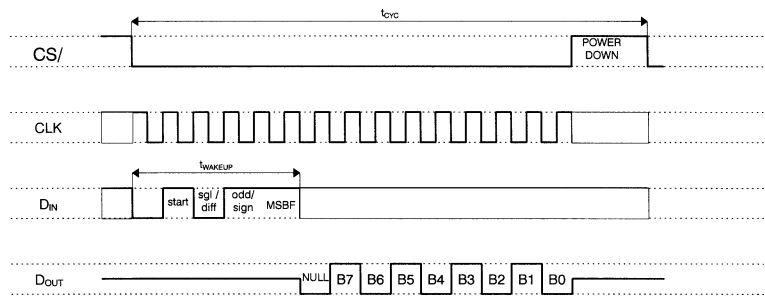 tCYC
CS/
POWER
DOWN
CLK
tWAKEUP
DIN
start
sgl /
diff
odd/
sign
MSBF
DOUT
NULL
B7
B6
B5
B4
B3
B2
B1
B0